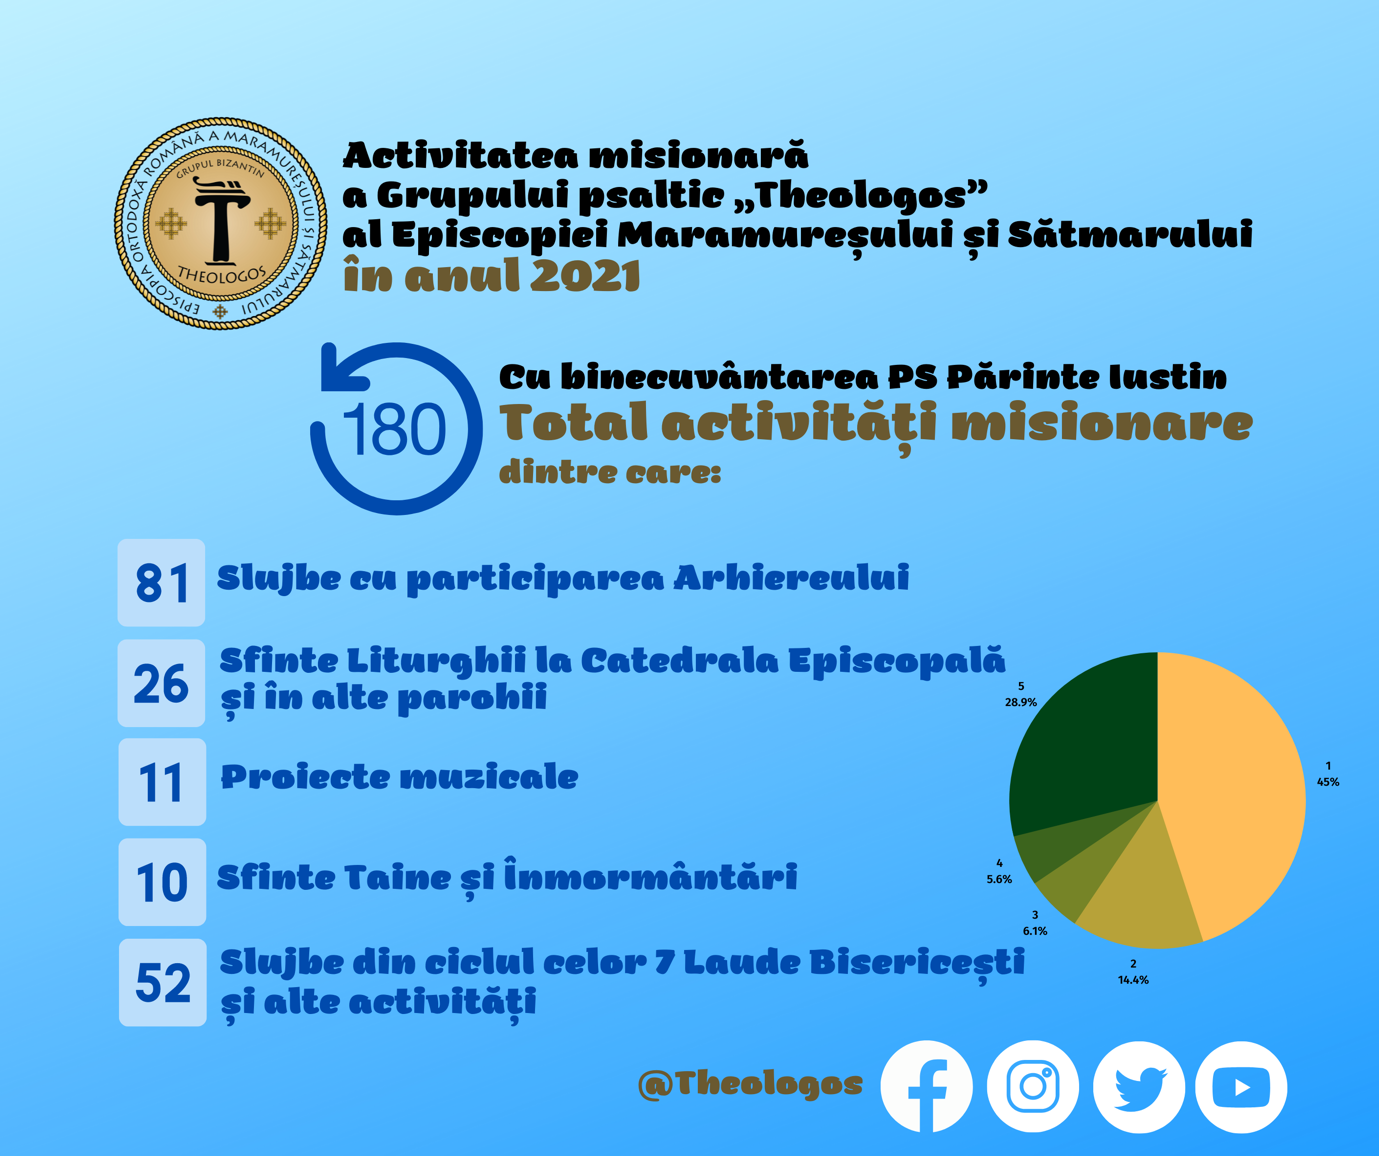 EPISCOPIA ORTODOXĂ ROMÂNĂ A MARAMUREȘULUI ȘI SĂTMARULUI
GRUPUL BIZANTIN
THEOLOGOS
Activitatea misionară
a Grupului psaltic „Theologos”
al Episcopiei Maramureșului și Sătmarului
în anul 2021
180
Cu binecuvântarea PS Părinte Iustin
Total activități misionare
dintre care:
81 Slujbe cu participarea Arhiereului
26 Sfinte Liturghii la Catedrala Episcopală
și în alte parohii
11 Proiecte muzicale
10 Sfinte Taine și Înmormântări
52 Slujbe din ciclul celor 7 Laude Bisericești
și alte activități
5
28.9%
1
45%
4
5.6%
3
6.1%
2
14.4%
@Theologos